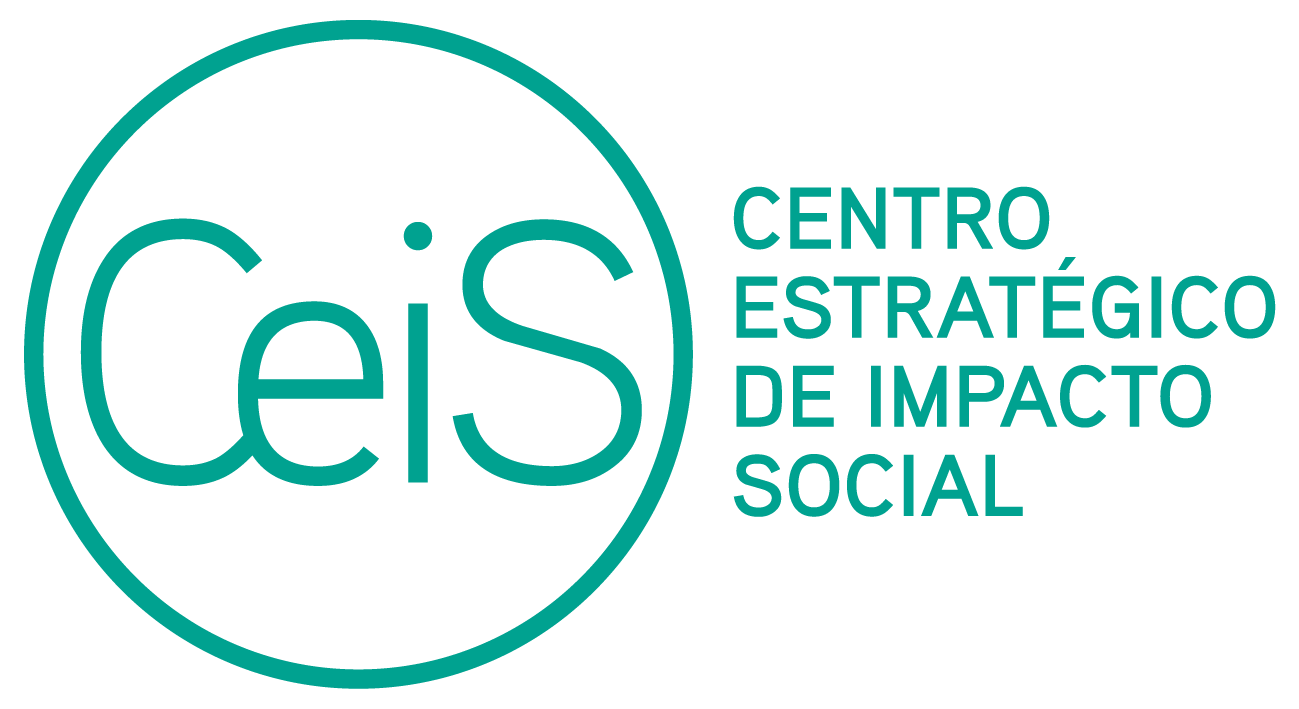 CeiS
CENTRO
ESTRATÉGICO
DE IMPACTO
SOCIAL